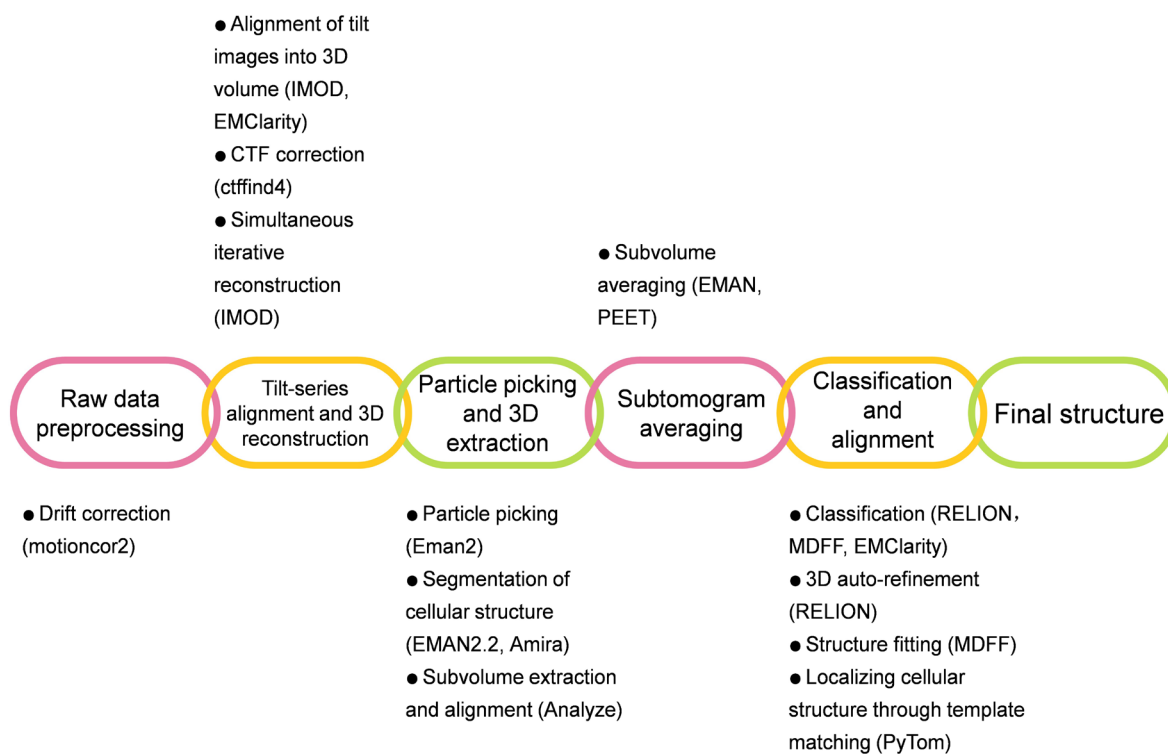 ● Alignment of tilt
images into 3D
volume (IMOD,
EMClarity)
● CTF correction
(ctffind4)
● Simultaneous
iterative
reconstruction
(IMOD)
● Subvolume
averaging (EMAN,
PEET)
Raw data
preprocessing
Tilt-series
alignment and 3D
reconstruction
Particle picking
and 3D
extraction
Subtomogram
averaging
Classification
and
alignment
Final structure
● Drift correction
(motioncor2)
● Particle picking
(Eman2)
● Segmentation of
cellular structure
(EMAN2.2, Amira)
● Subvolume extraction
and alignment (Analyze)
● Classification (RELION，
MDFF, EMClarity)
● 3D auto-refinement
(RELION)
● Structure fitting (MDFF)
● Localizing cellular
structure through template
matching (PyTom)